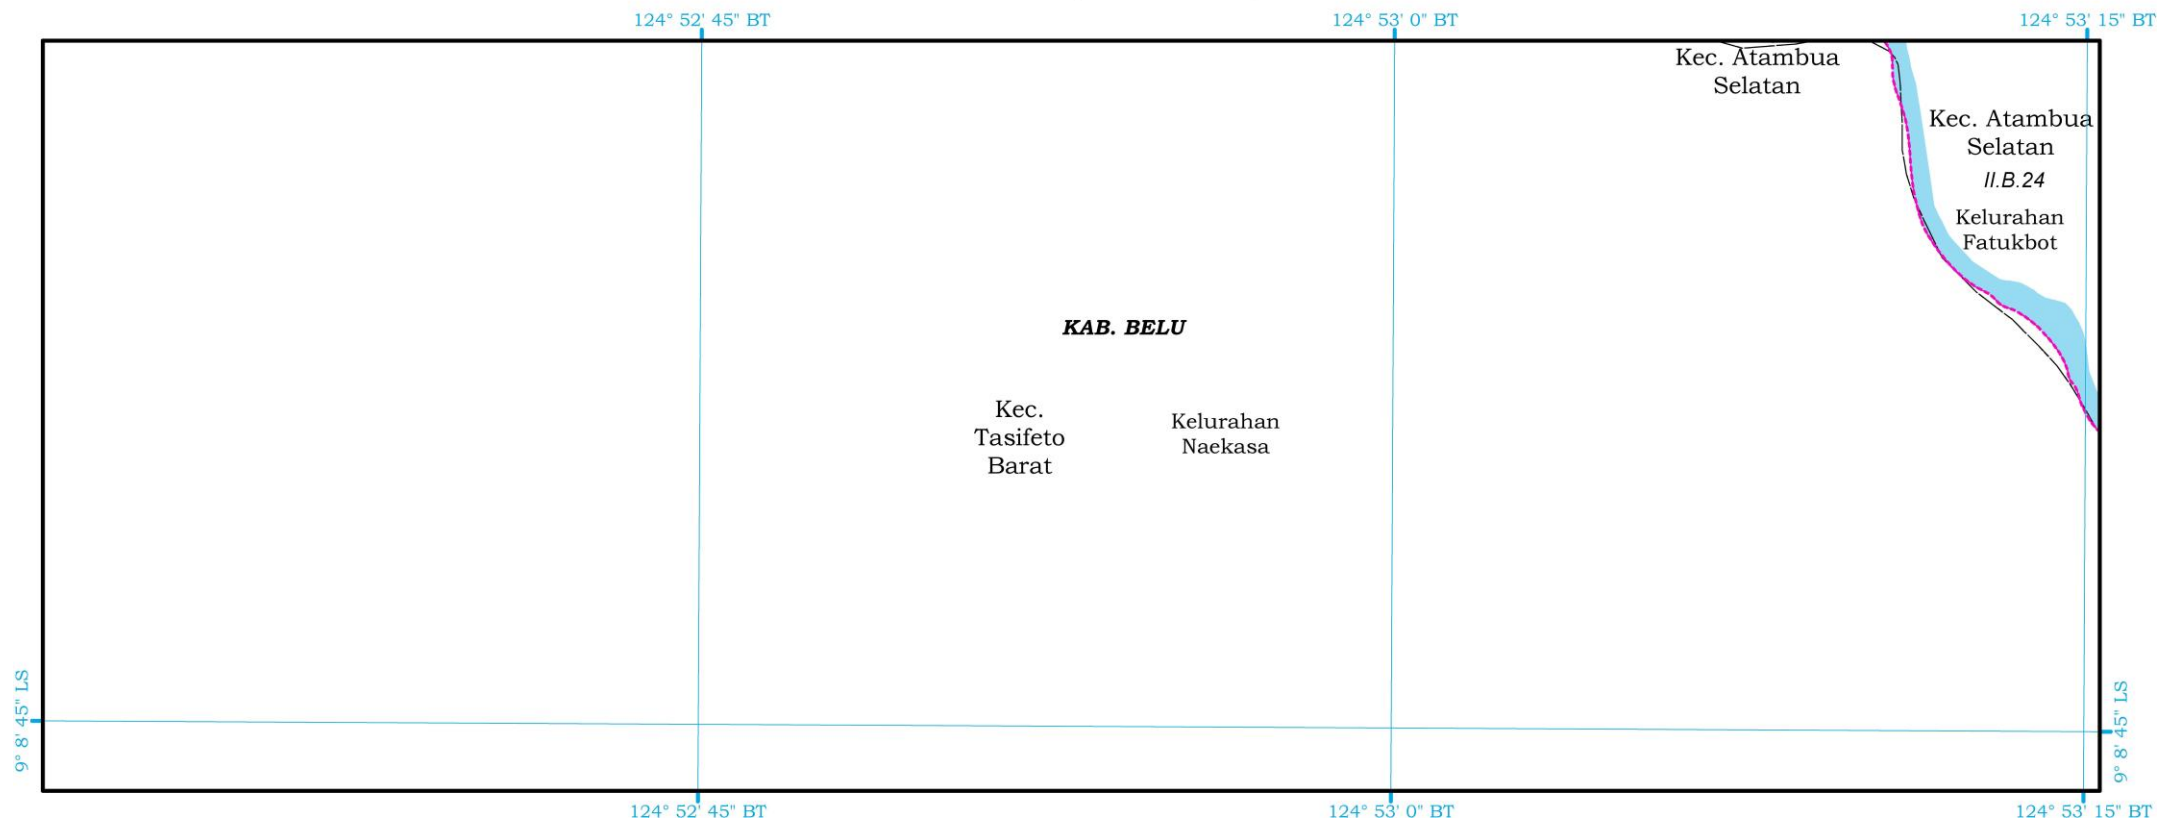 124° 52' 45" BT
124° 53' 0" BT
124° 53' 15" BT
Kec. Atambua
Selatan
Kec. Atambua
Selatan
II.B.24
Kelurahan
Fatukbot
KAB. BELU
Kec.
Tasifeto
Barat
Kelurahan
Naekasa
9° 8' 45" LS
9° 8' 45" LS
124° 52' 45" BT
124° 53' 0" BT
124° 53' 15" BT